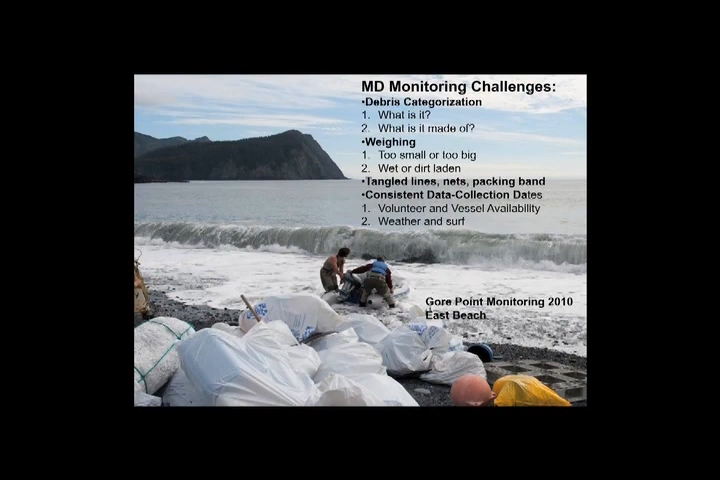 MD Monitoring Challenges:
•Debris Categorization
1. What is it?
2. What is it made of?
•Weighing
1. Too small or too big
2. Wet or dirt laden
•Tangled lines, nets, packing band
•Consistent Data-Collection Dates
1. Volunteer and Vessel Availability
2. Weather and surf
Gore Point Monitoring 2010
East Beach